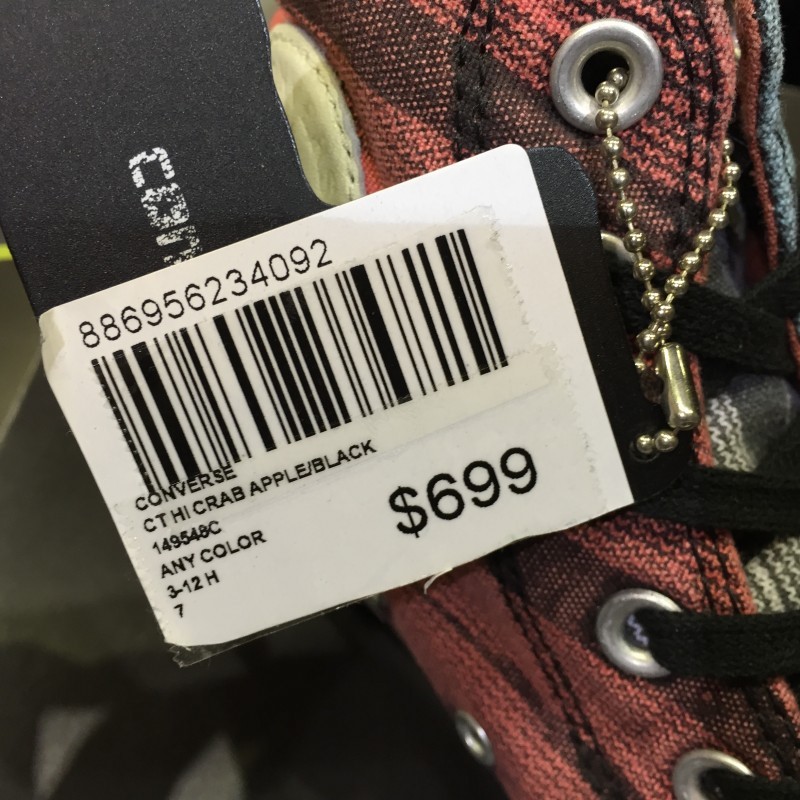 886956234092
CONVERSE
CT HI CRAB APPLE/BLACK
149548C
ANY COLOR
3-12 H
7
$699